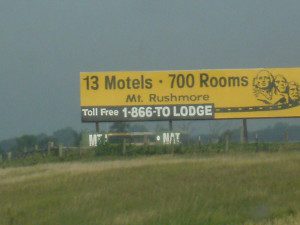 13 Motels · 700 Rooms
Mt. Rushmore
Toll Free 1-866-TO LODGE